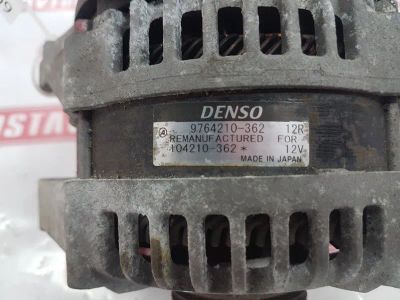 DENSO
9764210-362 12R
REMANUFACTURED FOR
104210-362* 12V
MADE IN JAPAN